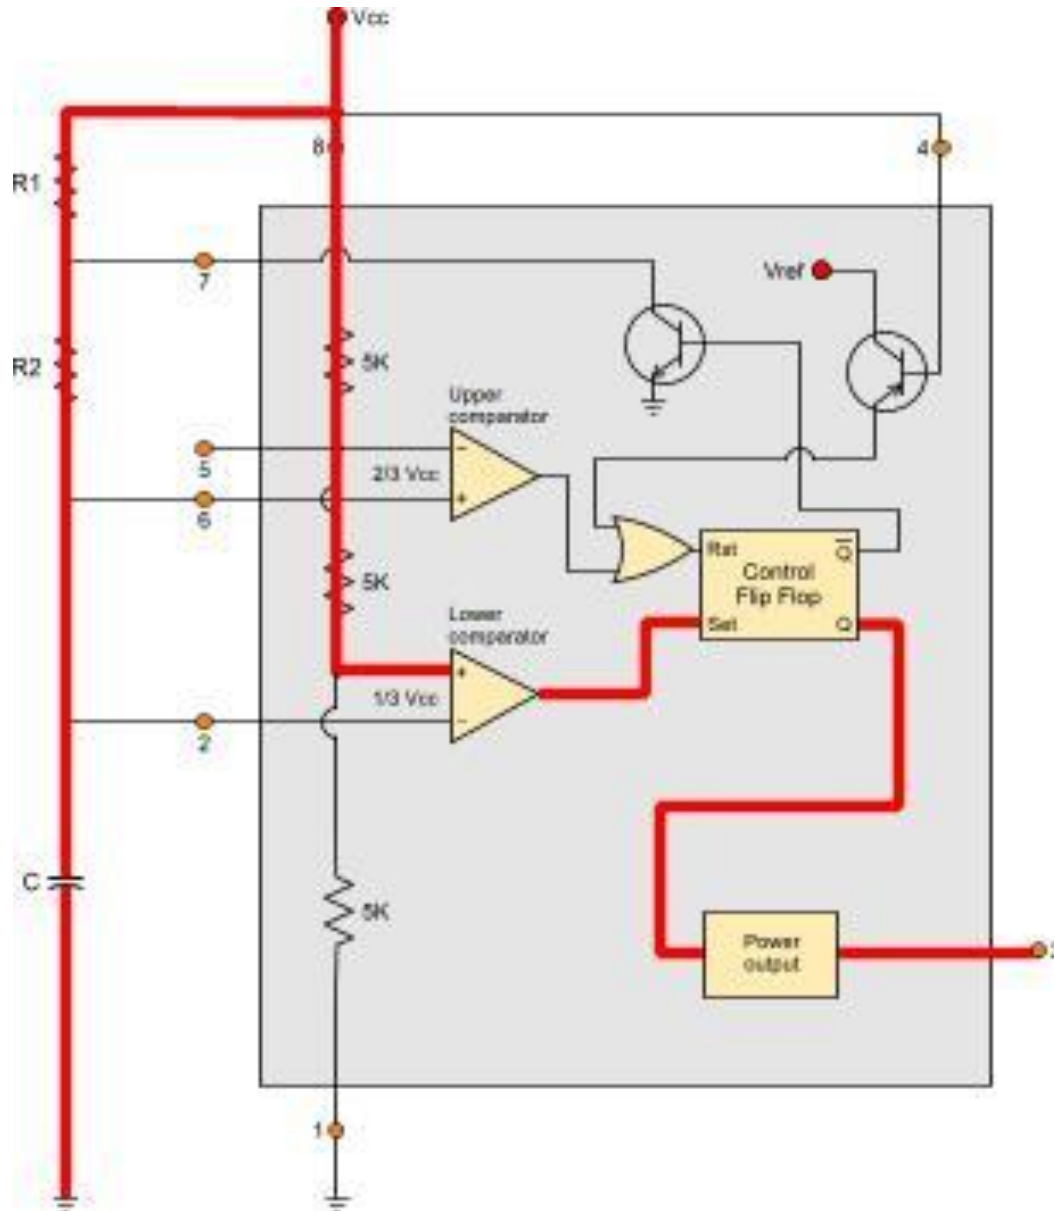 Vcc
8
4
R1
7
Vref
R2
5K
Upper
comparator
5
2/3 Vcc
6
Rst
Q
Control
Flip Flop
5K
Set
Q
Lower
comparator
1/3 Vcc
2
C
5K
Power
output
1